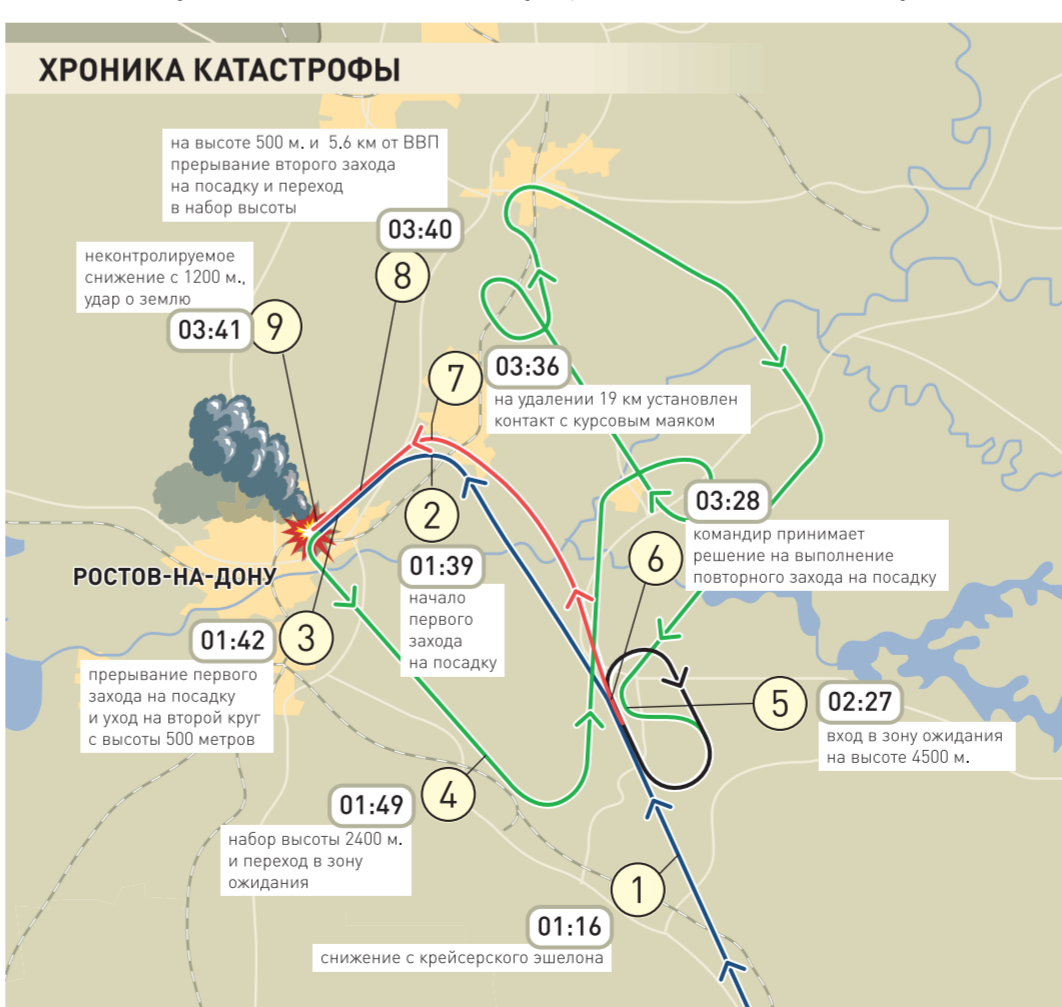 ХРОНИКА КАТАСТРОФЫ
на высоте 500 м. и 5.6 км от ВВП
прерывание второго захода
на посадку и переход
в набор высоты
03:40
8
неконтролируемое
снижение с 1200 м.,
удар о землю
03:41
9
7
03:36
на удалении 19 км установлен
контакт с курсовым маяком
2
01:39
начало
первого
захода
на посадку
03:28
6
командир принимает
решение на выполнение
повторного захода на посадку
РОСТОВ-НА-ДОНУ
01:42
3
прерывание первого
захода на посадку
и уход на второй круг
с высоты 500 метров
5
02:27
вход в зону ожидания
на высоте 4500 м.
01:49
4
набор высоты 2400 м.
и переход в зону
ожидания
1
01:16
снижение с крейсерского эшелона